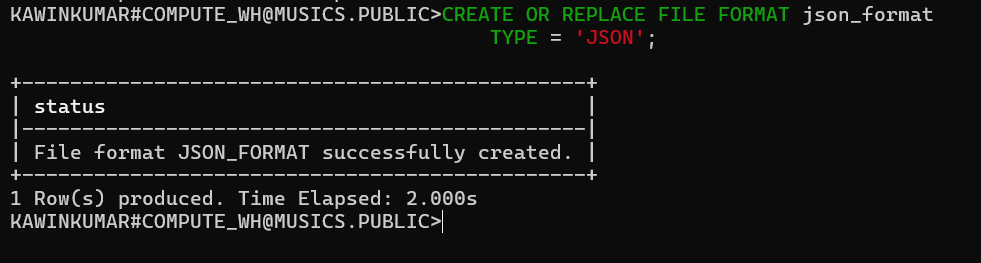 KAWINKUMAR#COMPUTE_WH@MUSICS.PUBLIC>CREATE OR REPLACE FILE FORMAT json_format
                                        TYPE = 'JSON';
+-----------------------------------------------+
| status                                        |
|-----------------------------------------------|
| File format JSON_FORMAT successfully created. |
+-----------------------------------------------+
1 Row(s) produced. Time Elapsed: 2.000s
KAWINKUMAR#COMPUTE_WH@MUSICS.PUBLIC>